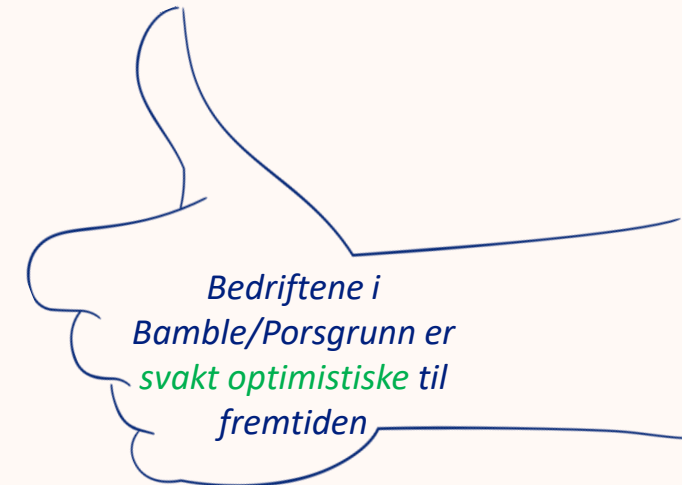 Bedriftene i
Bamble/Porsgrunn er
svakt optimistiske til
fremtiden